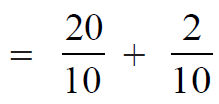 = 20/10 + 2/10